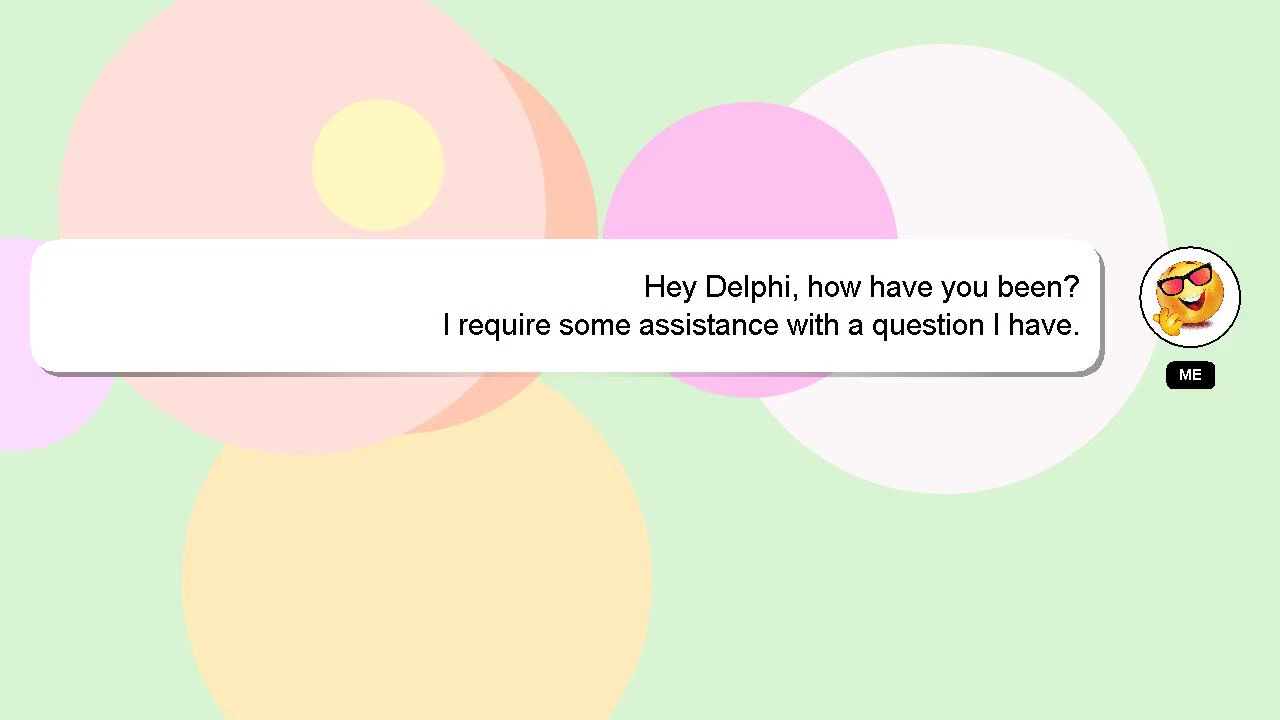 Hey Delphi, how have you been?
I require some assistance with a question I have.
ME